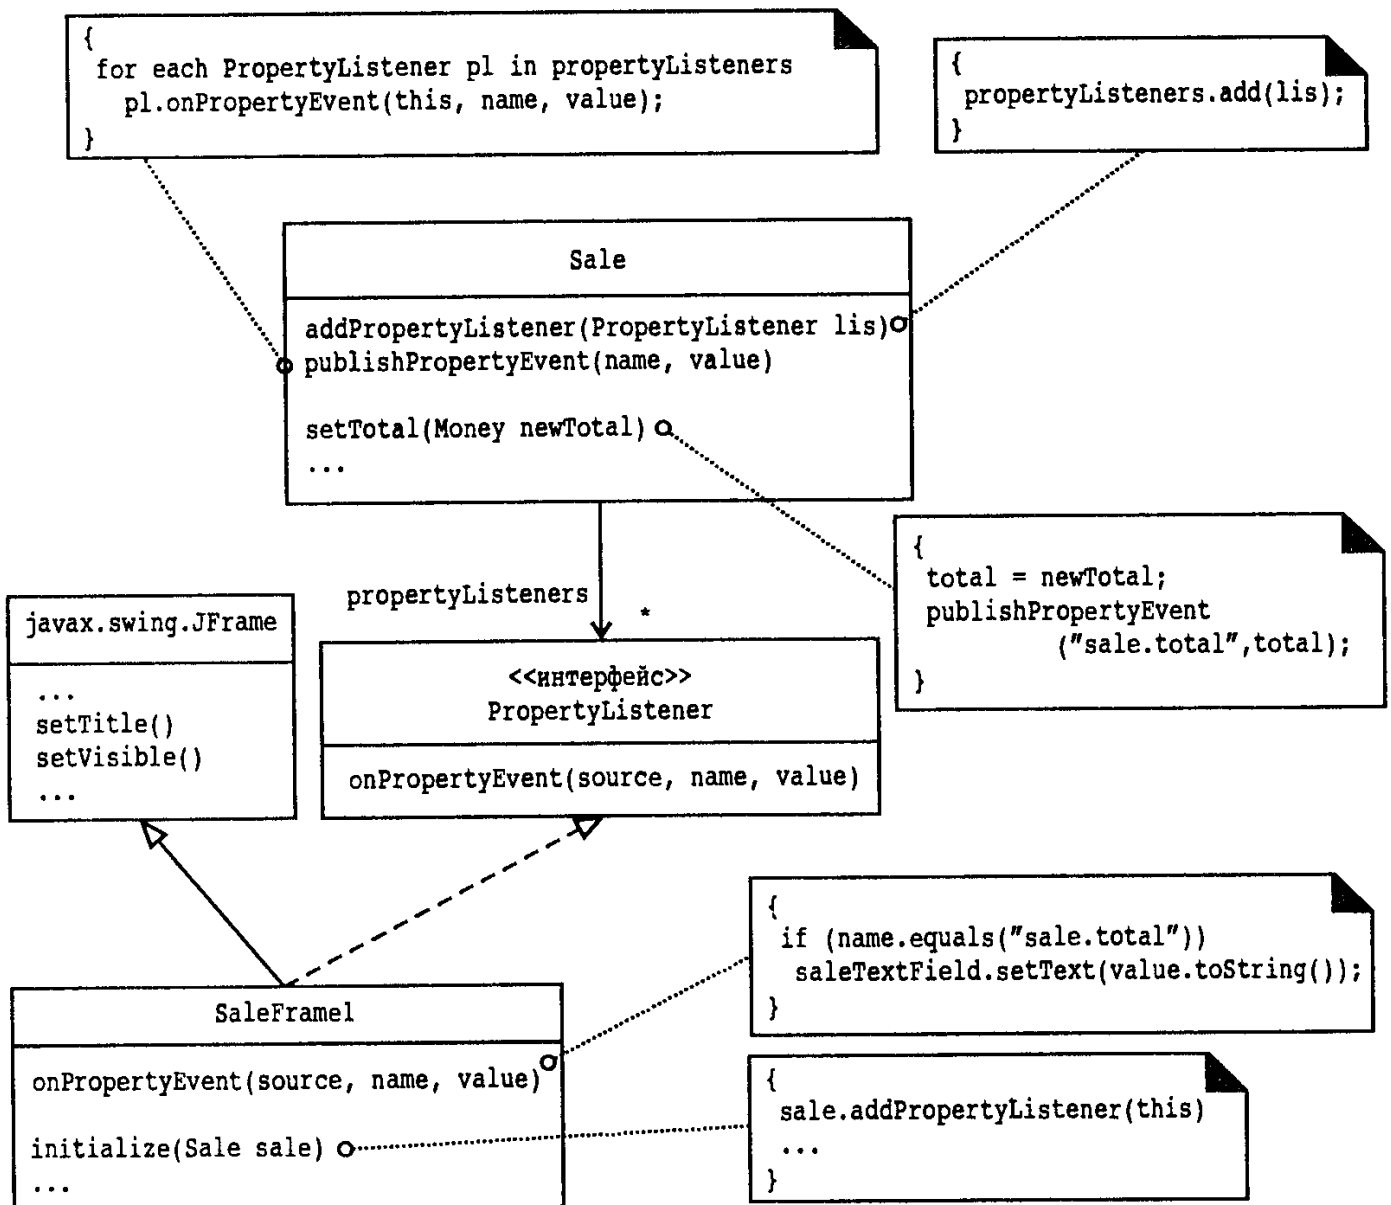 {
for each PropertyListener pl in propertyListeners
pl.onPropertyEvent(this, name, value);
}
{
propertyListeners.add(lis);
}
Sale
addPropertyListener(PropertyListener lis)
publishPropertyEvent(name, value)
setTotal(Money newTotal)
...
{
total = newTotal;
publishPropertyEvent
("sale.total",total);
}
propertyListeners
*
javax.swing.JFrame
...
setTitle()
setVisible()
...
<<интерфейс>>
PropertyListener
onPropertyEvent(source, name, value)
{
if (name.equals("sale.total"))
saleTextField.setText(value.toString());
}
SaleFrame1
onPropertyEvent(source, name, value)
initialize(Sale sale)
...
{
sale.addPropertyListener(this)
...
}